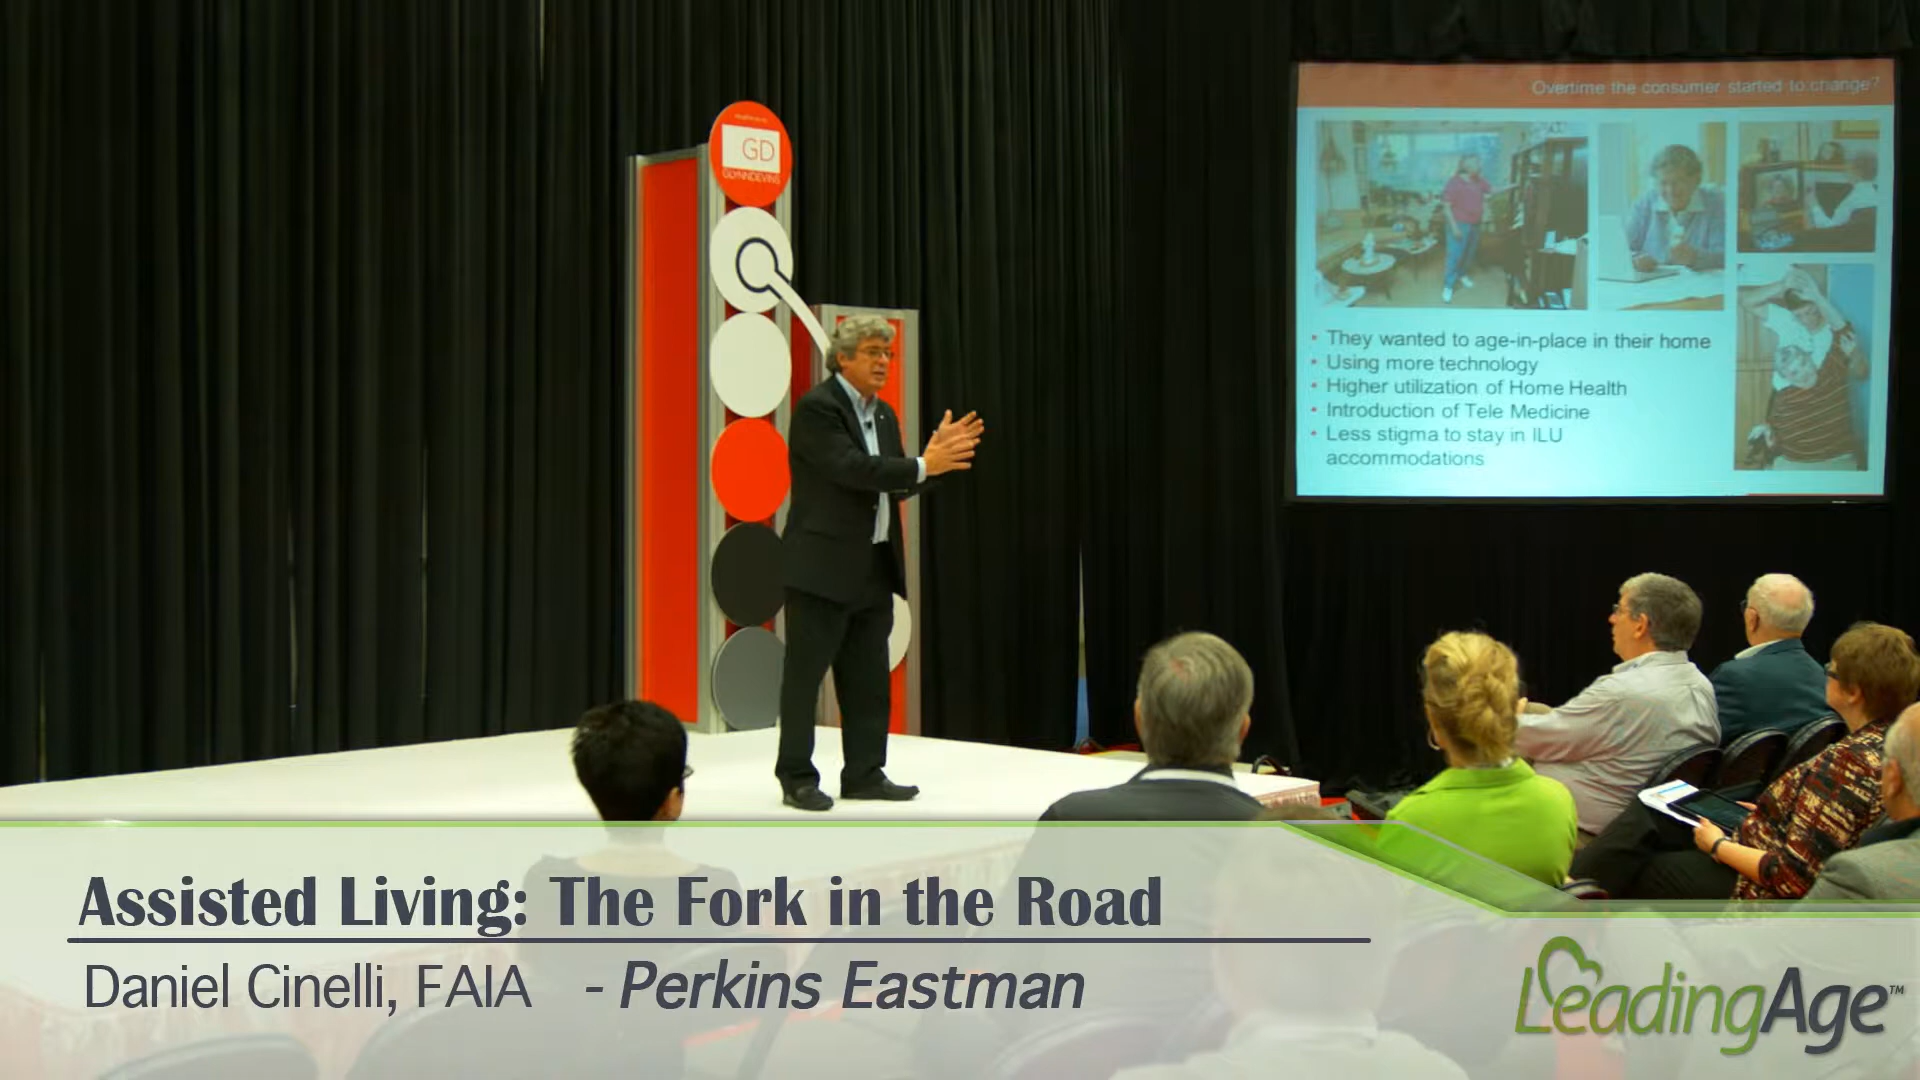 Overtime the consumer started to change?
GD
GLYNNDEVINS
• They wanted to age-in-place in their home
• Using more technology
• Higher utilization of Home Health
• Introduction of Tele Medicine
• Less stigma to stay in ILU
accommodations
Assisted Living: The Fork in the Road
Daniel Cinelli, FAIA - Perkins Eastman
LeadingAge™